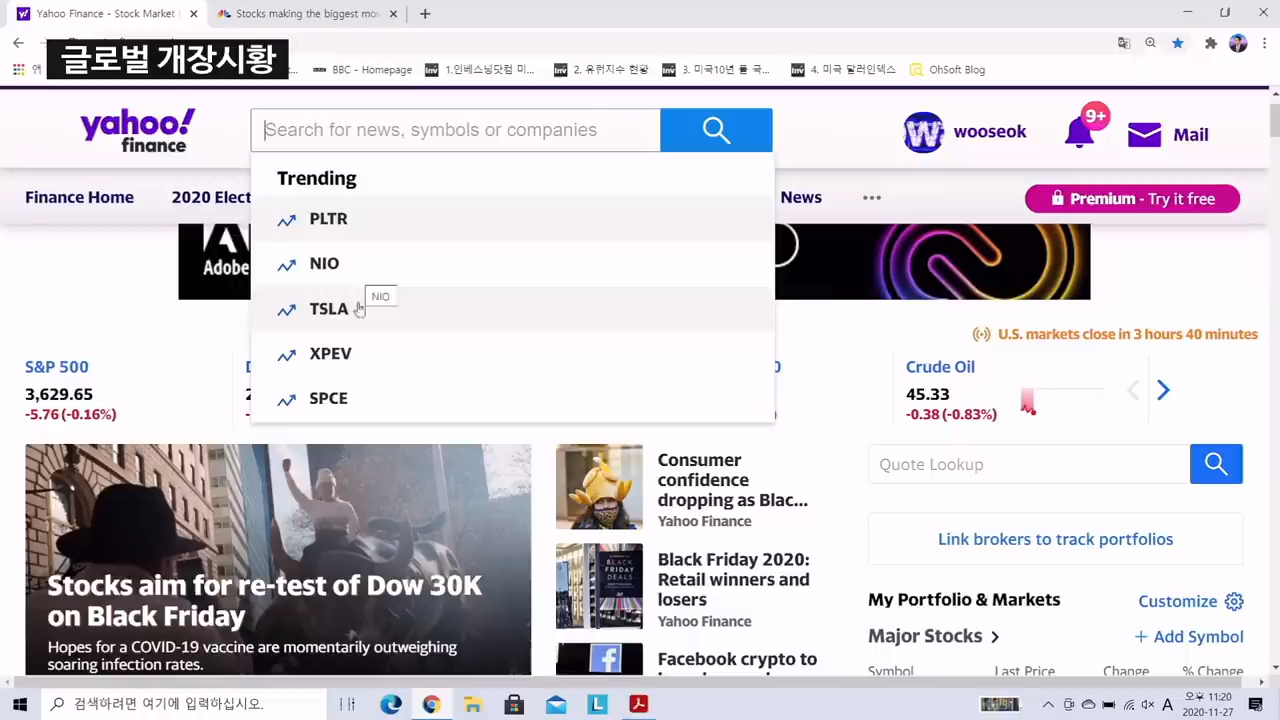 Yahoo Finance - Stock Market
Stocks making the biggest mo
글로벌 개장시황
BBC - Homepage
1.인베스닝닷컴 미...
2. 유럽지수 현황
3. 미국10년 물 국...
4. 미국 달러인덱스
OhSoft Blog
yahoo!
finance
Search for news, symbols or companies
wooseok
9+
Mail
Finance Home
2020 Elect
News
Premium - Try it free
Trending
PLTR
NIO
TSLA
NIO
XPEV
SPCE
Adobe
U.S. markets close in 3 hours 40 minutes
S&P 500
3,629.65
-5.76 (-0.16%)
Crude Oil
45.33
-0.38 (-0.83%)
Stocks aim for re-test of Dow 30K
on Black Friday
Hopes for a COVID-19 vaccine are momentarily outweighing
soaring infection rates.
Consumer
confidence
dropping as Blac...
Yahoo Finance
BLACK
FRIDAY
DEALS
Black Friday 2020:
Retail winners and
losers
Yahoo Finance
Facebook crypto to
Quote Lookup
Link brokers to track portfolios
My Portfolio & Markets
Customize
Major Stocks
+ Add Symbol
Symbol
Last Price
Change
% Change
검색하려면 여기에 입력하십시오.
A
오후 11:20
2020-11-27